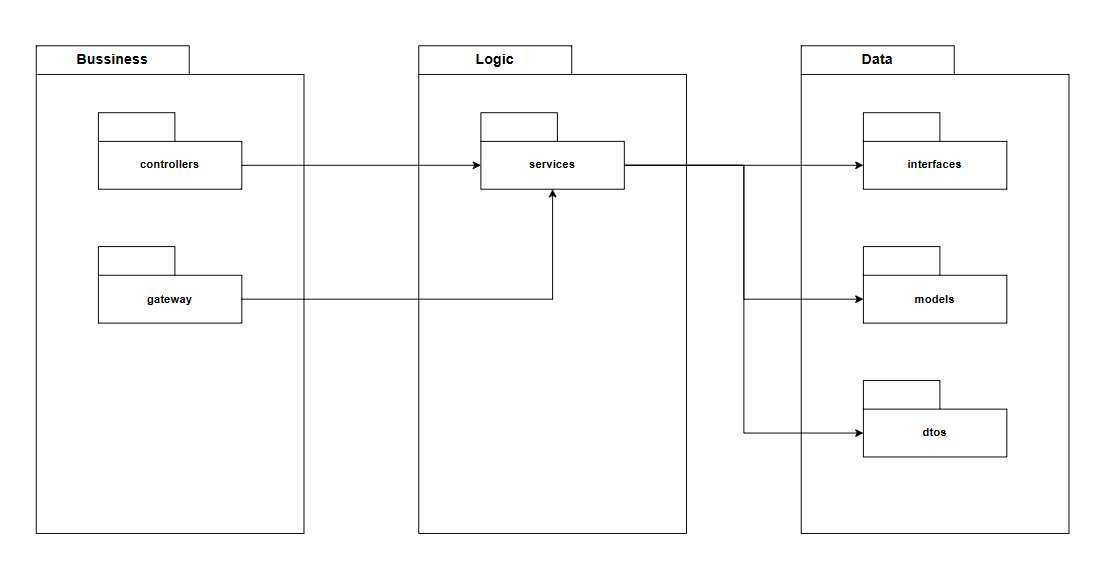 Bussiness
Logic
Data
controllers
services
interfaces
gateway
models
dtos